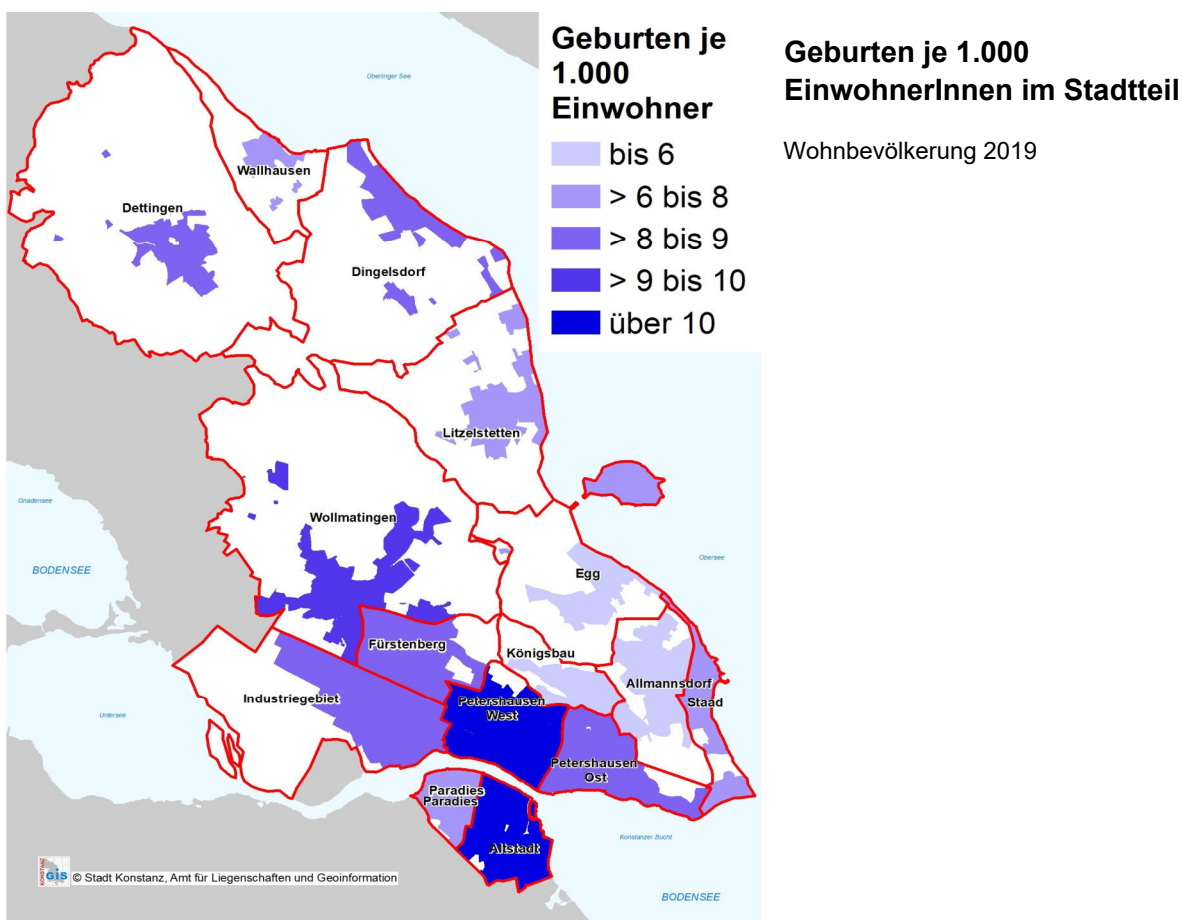 Geburten je
1.000
Einwohner
bis 6
> 6 bis 8
> 8 bis 9
> 9 bis 10
über 10
Geburten je 1.000
EinwohnerInnen im Stadtteil
Wohnbevölkerung 2019
Überlinger See
Wallhausen
Dettingen
Dingelsdorf
Litzelstetten
Gnadensee
Wollmatingen
Obersee
BODENSEE
Egg
Fürstenberg
Königsbau
Allmannsdorf
Industriegebiet
Petershausen
West
Staad
Untersee
Petershausen
Ost
Paradies
Paradies
Altstadt
Konstanzer Bucht
KONSTANZ
GIS
© Stadt Konstanz, Amt für Liegenschaften und Geoinformation
BODENSEE